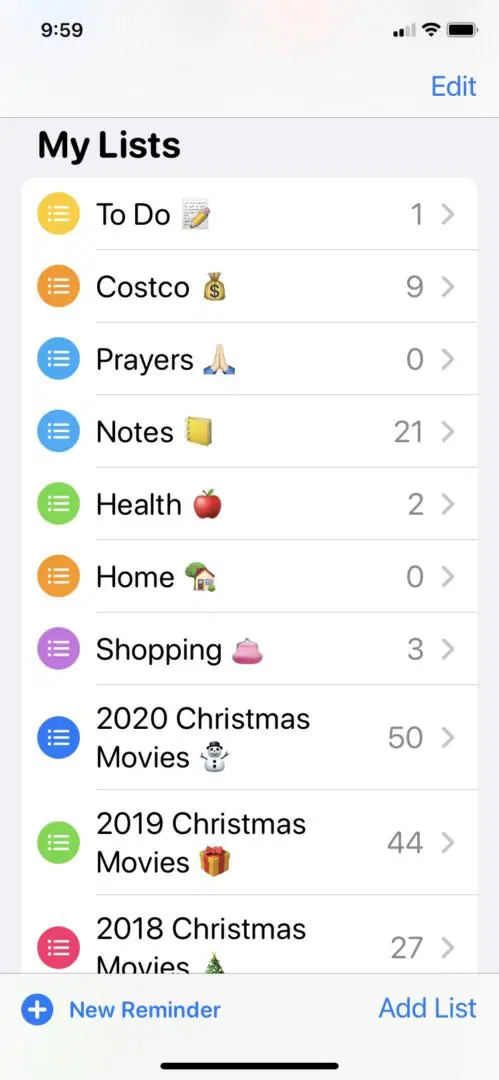 9:59
Edit
My Lists
To Do 📝 1
Costco 💰 9
Prayers 🙏🏻 0
Notes 📒 21
Health 🍎 2
Home 🏡 0
Shopping 👛 3
2020 Christmas
Movies ⛄ 50
2019 Christmas
Movies 🎁 44
2018 Christmas
Movies 🎄 27
New Reminder Add List